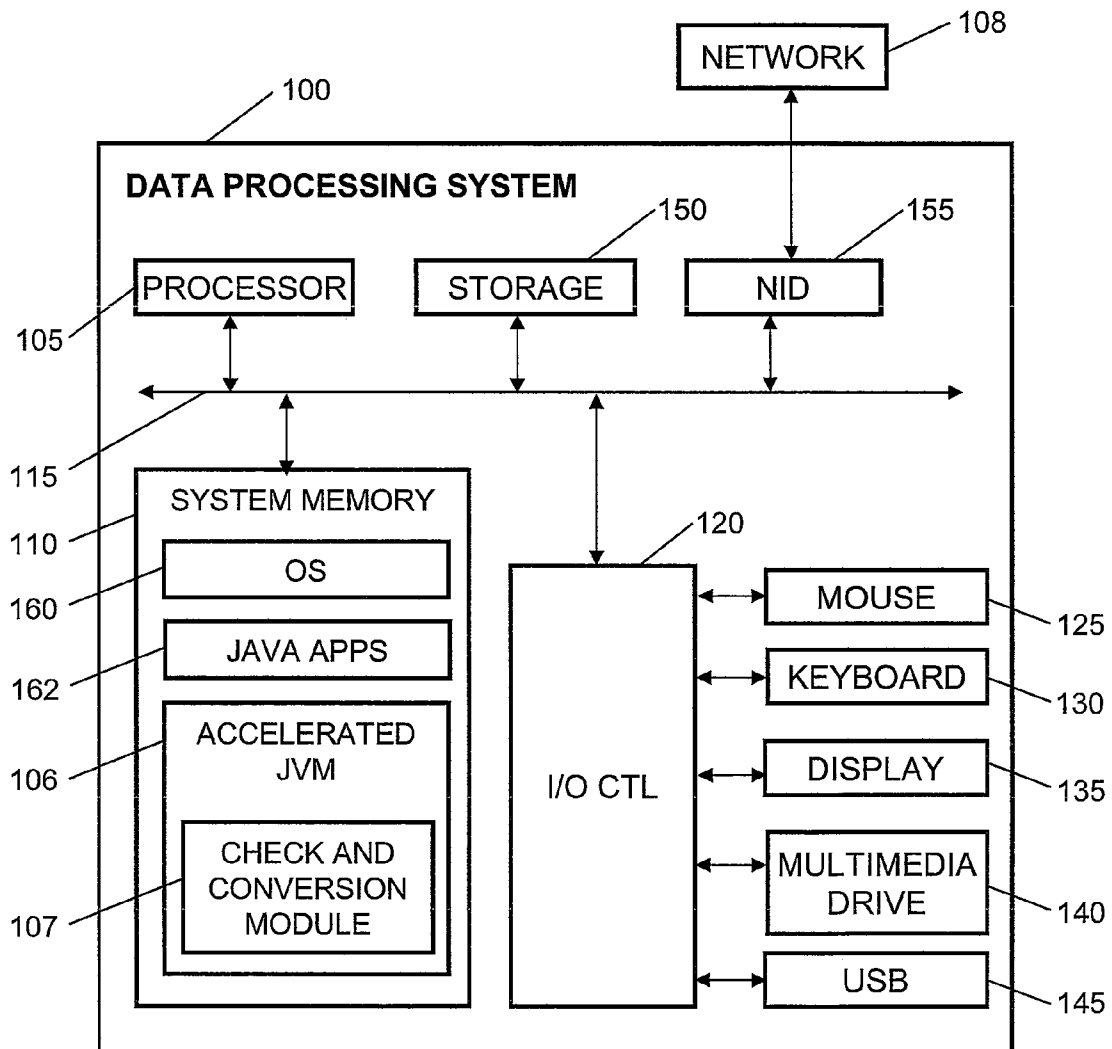 NETWORK
108
100
DATA PROCESSING SYSTEM
150
155
PROCESSOR
STORAGE
NID
105
115
SYSTEM MEMORY
110
120
OS
160
MOUSE
125
JAVA APPS
162
KEYBOARD
130
ACCELERATED
JVM
106
I/O CTL
DISPLAY
135
CHECK AND
CONVERSION
MODULE
107
MULTIMEDIA
DRIVE
140
USB
145